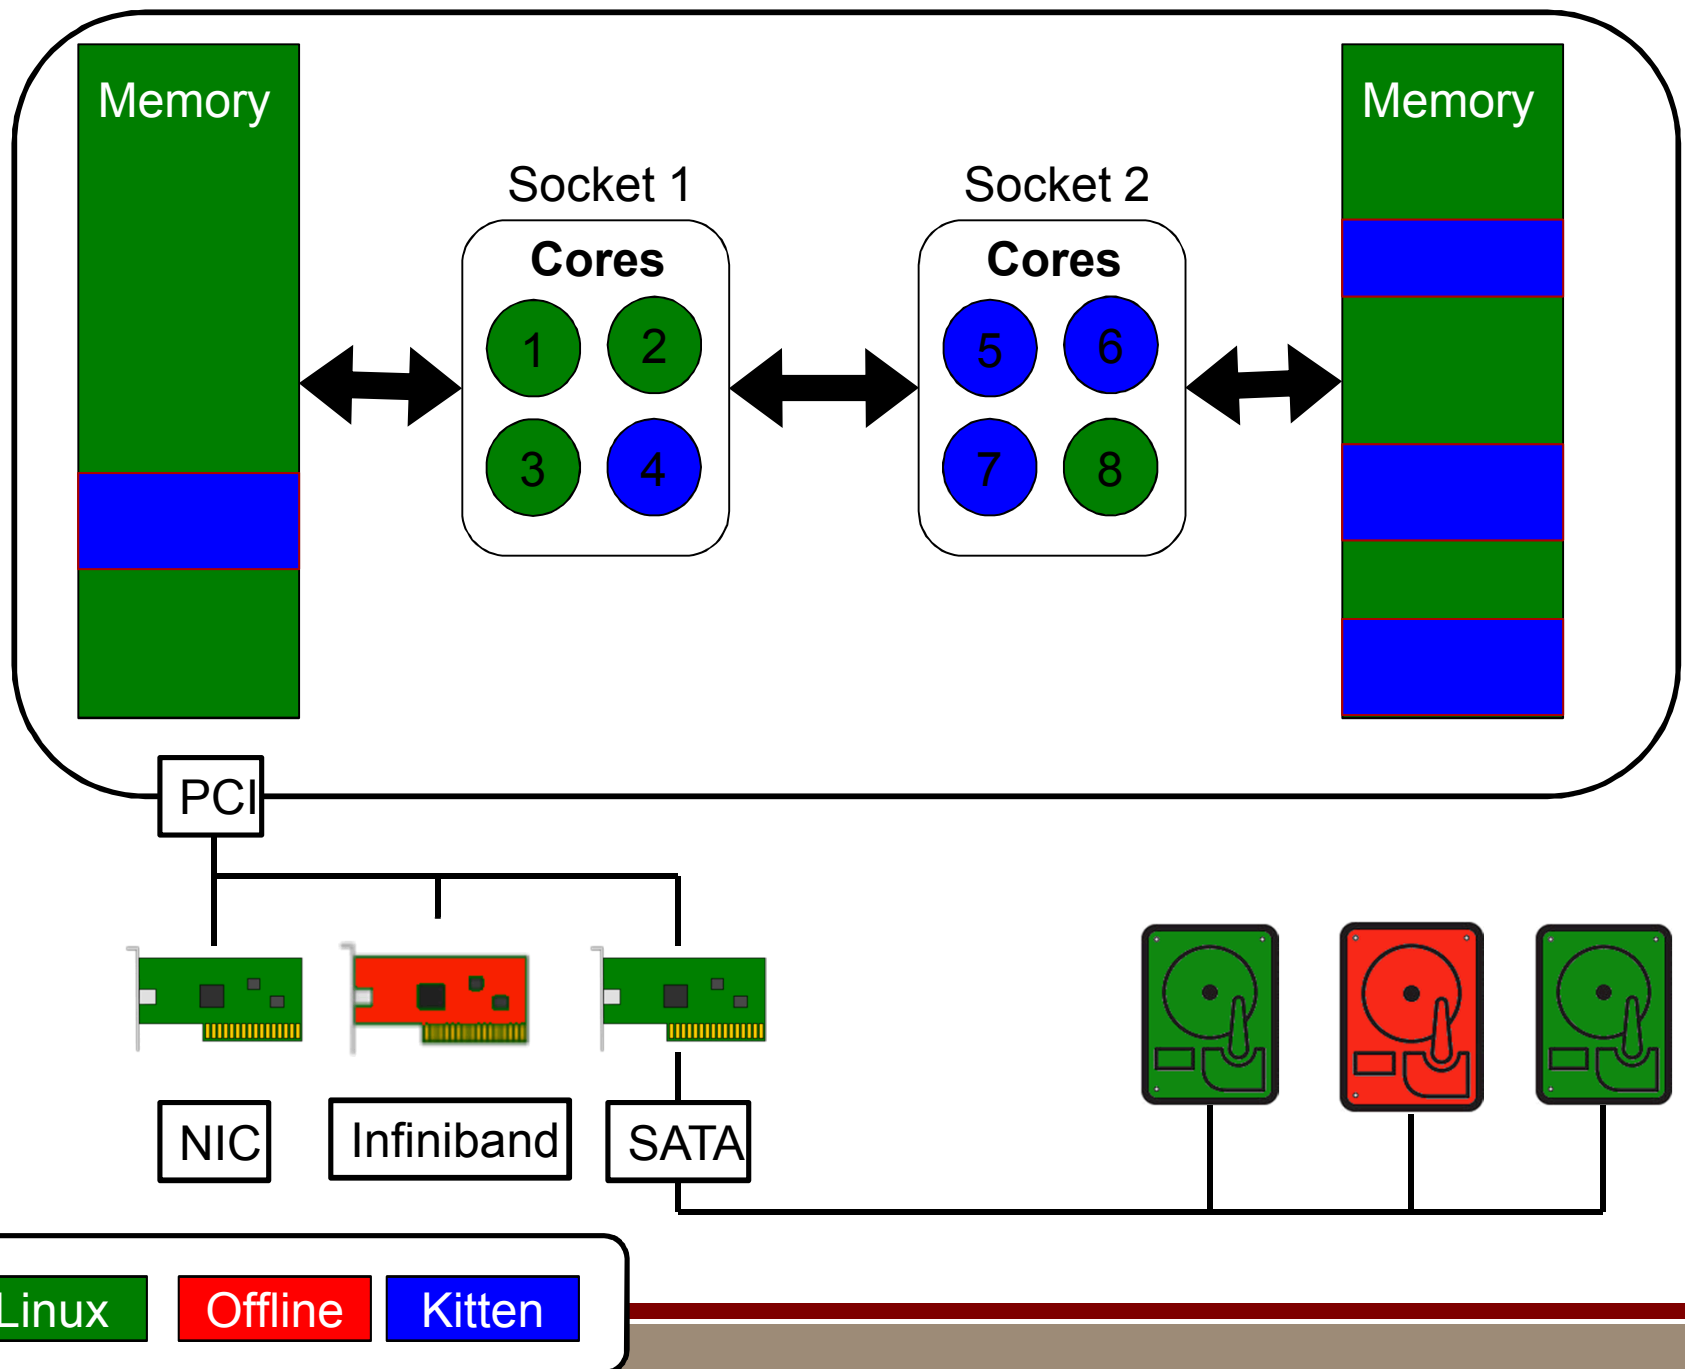 Memory
Memory
Socket 1
Socket 2
Cores
Cores
1
2
5
6
3
4
7
8
PCI
NIC
Infiniband
SATA
Linux
Offline
Kitten